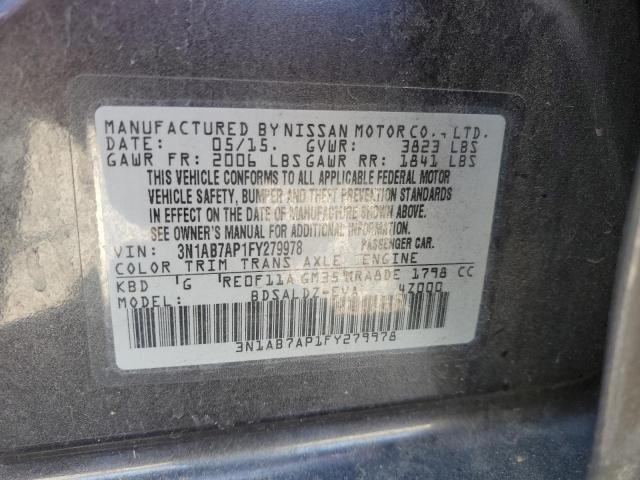 MANUFACTURED BY NISSAN MOTOR CO., LTD.
DATE: 05/15. GVWR: 3823 LBS
GAWR FR: 2006 LBS GAWR RR: 1841 LBS
THIS VEHICLE CONFORMS TO ALL APPLICABLE FEDERAL MOTOR
VEHICLE SAFETY, BUMPER AND THEFT PREVENTION STANDARDS
IN EFFECT ON THE DATE OF MANUFACTURE SHOWN ABOVE.
SEE OWNER'S MANUAL FOR ADDITIONAL INFORMATION
VIN: 3N1AB7AP1FY279978 PASSENGER CAR.
COLOR TRIM TRANS AXLE ENGINE
KBD G RE0F11A GM35 MRA8DE 1798 CC
MODEL: BDSALDZ-EVA 4Z000
3N1AB7AP1FY279978